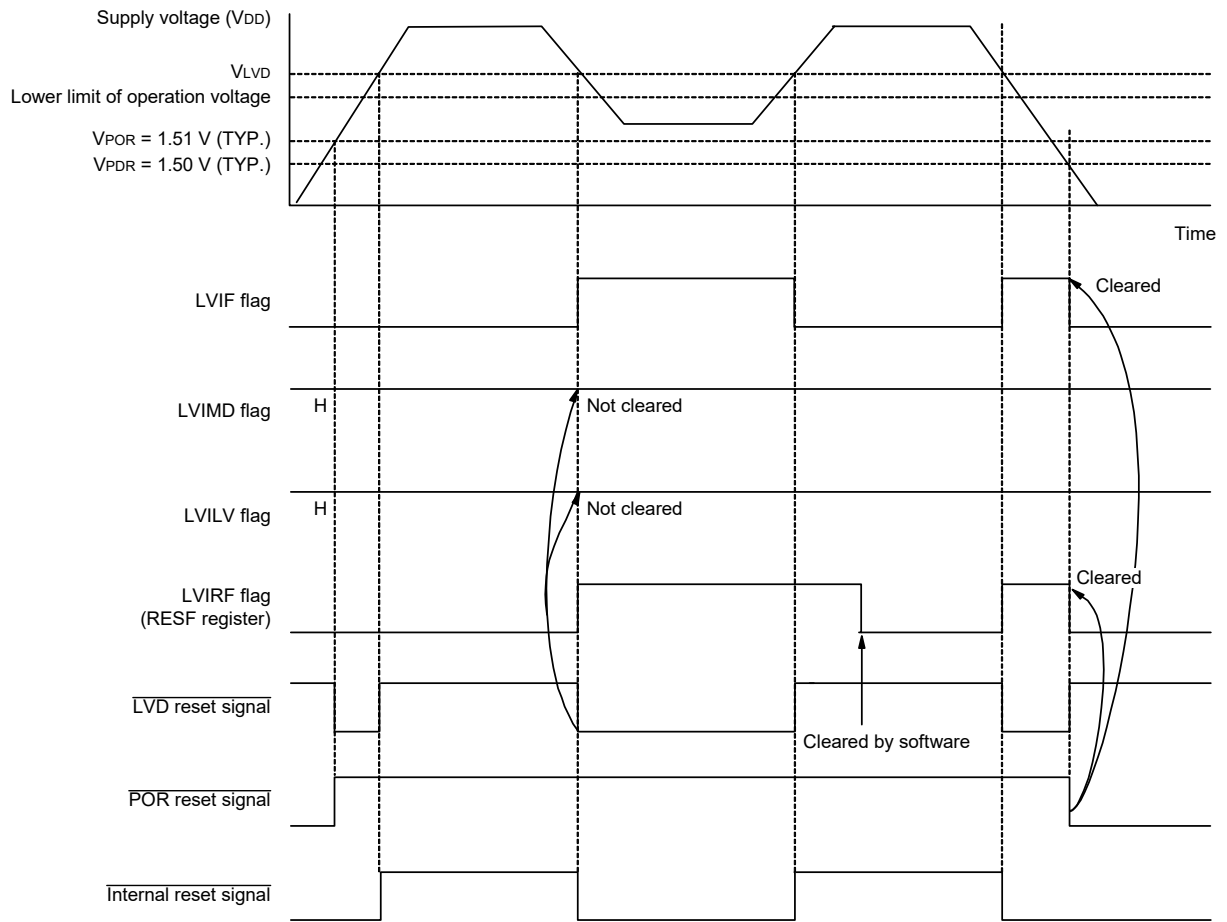 Supply voltage (VDD)
VLVD
Lower limit of operation voltage
VPOR = 1.51 V (TYP.)
VPDR = 1.50 V (TYP.)
Time
LVIF flag
Cleared
LVIMD flag
H
Not cleared
LVILV flag
H
Not cleared
LVIRF flag
(RESF register)
Cleared
LVD reset signal
Cleared by software
POR reset signal
Internal reset signal